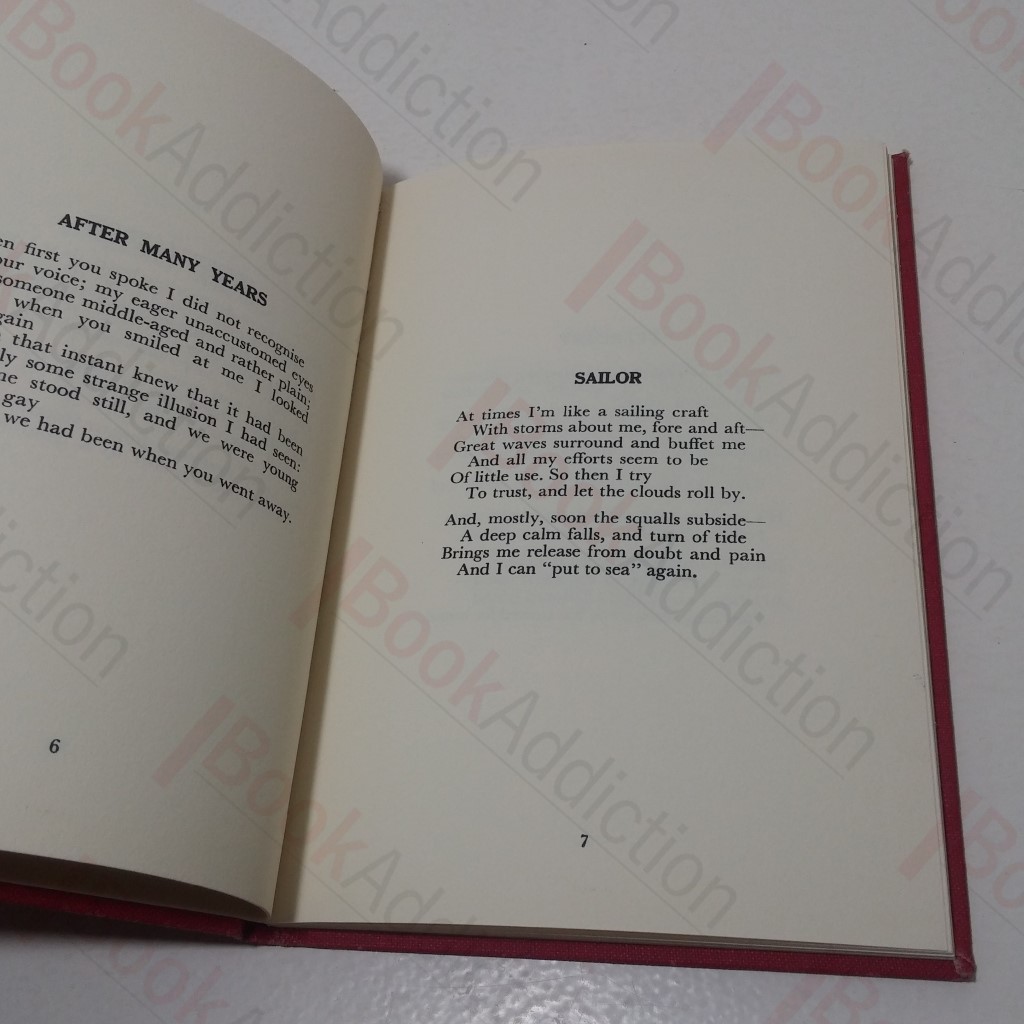 AFTER MANY YEARS
first you spoke I did not recognise
voice; my eager unaccustomed eyes
someone middle-aged and rather plain;
when you smiled at me I looked
that instant knew that it had been
some strange illusion I had seen:
stood still, and we were young
gay
we had been when you went away.
6
SAILOR
At times I'm like a sailing craft
With storms about me, fore and aft—
Great waves surround and buffet me
And all my efforts seem to be
Of little use. So then I try
To trust, and let the clouds roll by.
And, mostly, soon the squalls subside—
A deep calm falls, and turn of tide
Brings me release from doubt and pain
And I can “put to sea” again.
7
BookAddiction